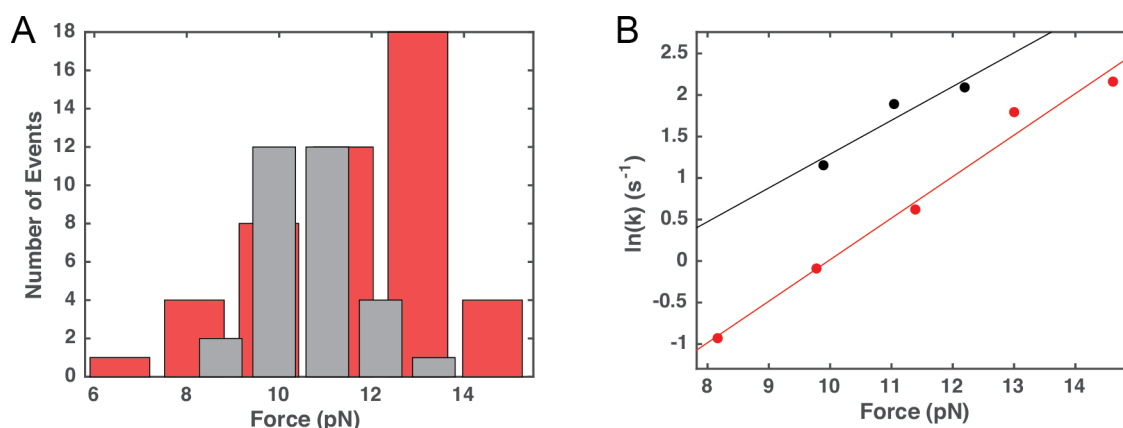 A
18
16
14
12
10
8
6
4
2
0
Number of Events
6 8 10 12 14
Force (pN)
B
2.5
2
1.5
1
0.5
0
-0.5
-1
ln(k) (s⁻¹)
8 9 10 11 12 13 14
Force (pN)